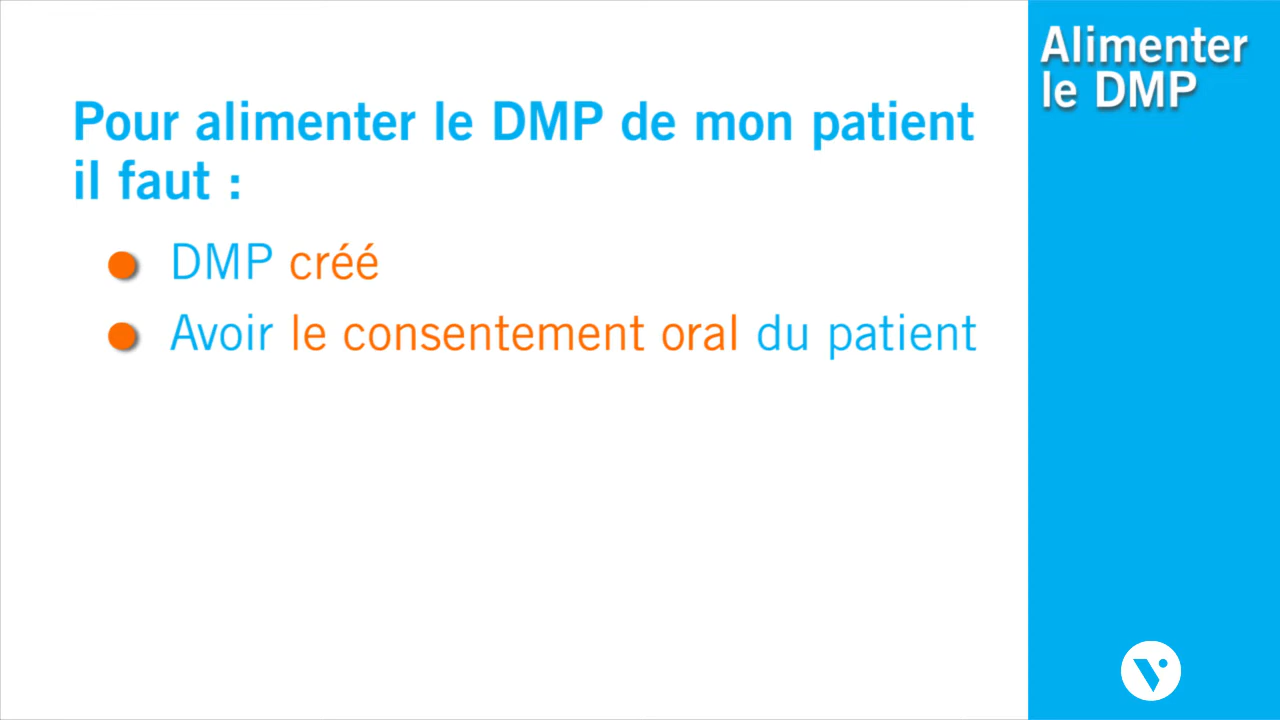 Alimenter
le DMP
Pour alimenter le DMP de mon patient
il faut :
DMP créé
Avoir le consentement oral du patient